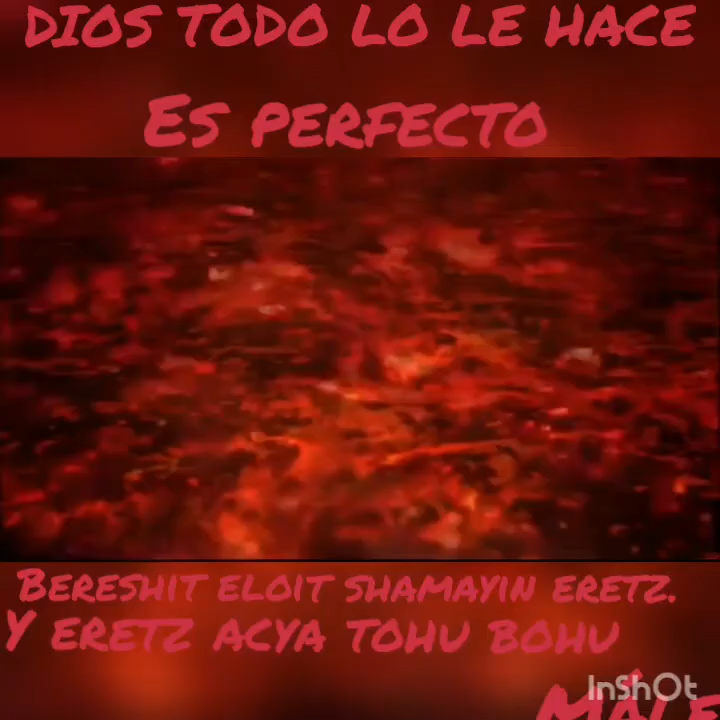 DIOS TODO LO LE HACE
ES PERFECTO
BERESHIT ELOIT SHAMAYIN ERETZ.
Y ERETZ ACYA TOHU BOHU
InShOt